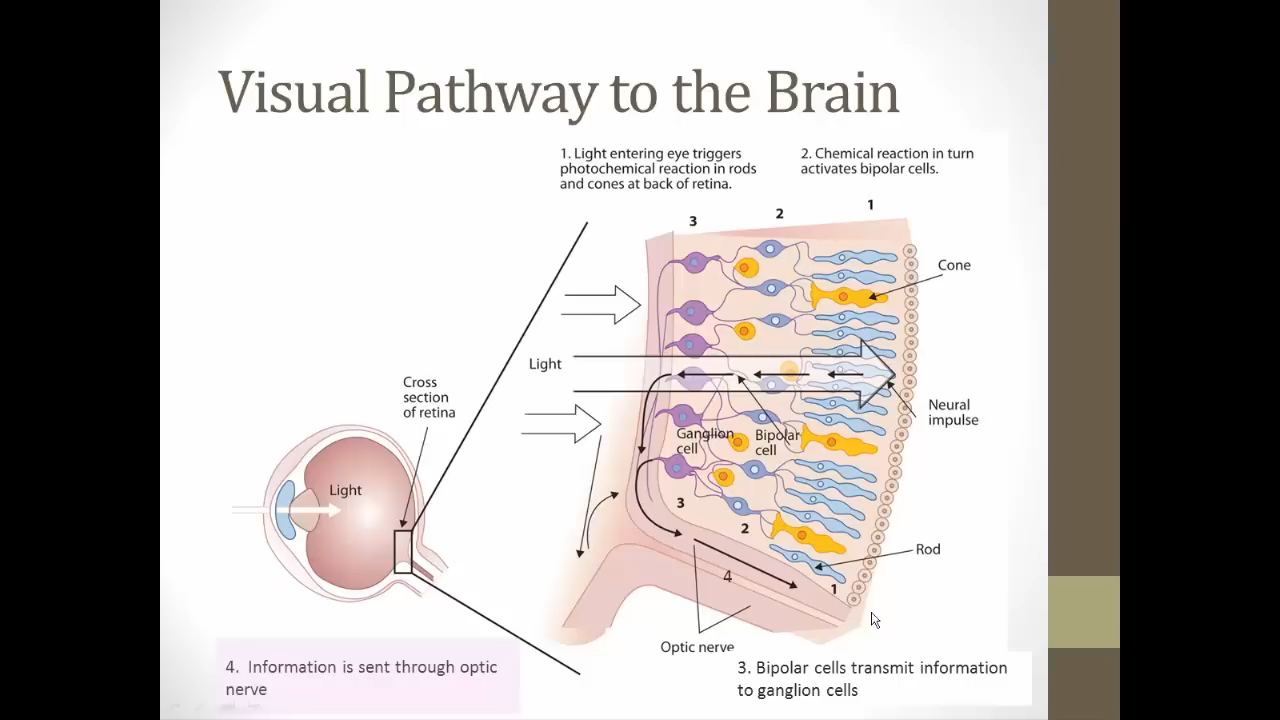 Visual Pathway to the Brain
1. Light entering eye triggers
photochemical reaction in rods
and cones at back of retina.
2. Chemical reaction in turn
activates bipolar cells.
3
2
1
Cone
Light
Cross
section
of retina
Neural
impulse
Ganglion
cell
Bipolar
cell
Light
3
2
Rod
4
1
Optic nerve
4. Information is sent through optic
nerve
3. Bipolar cells transmit information
to ganglion cells